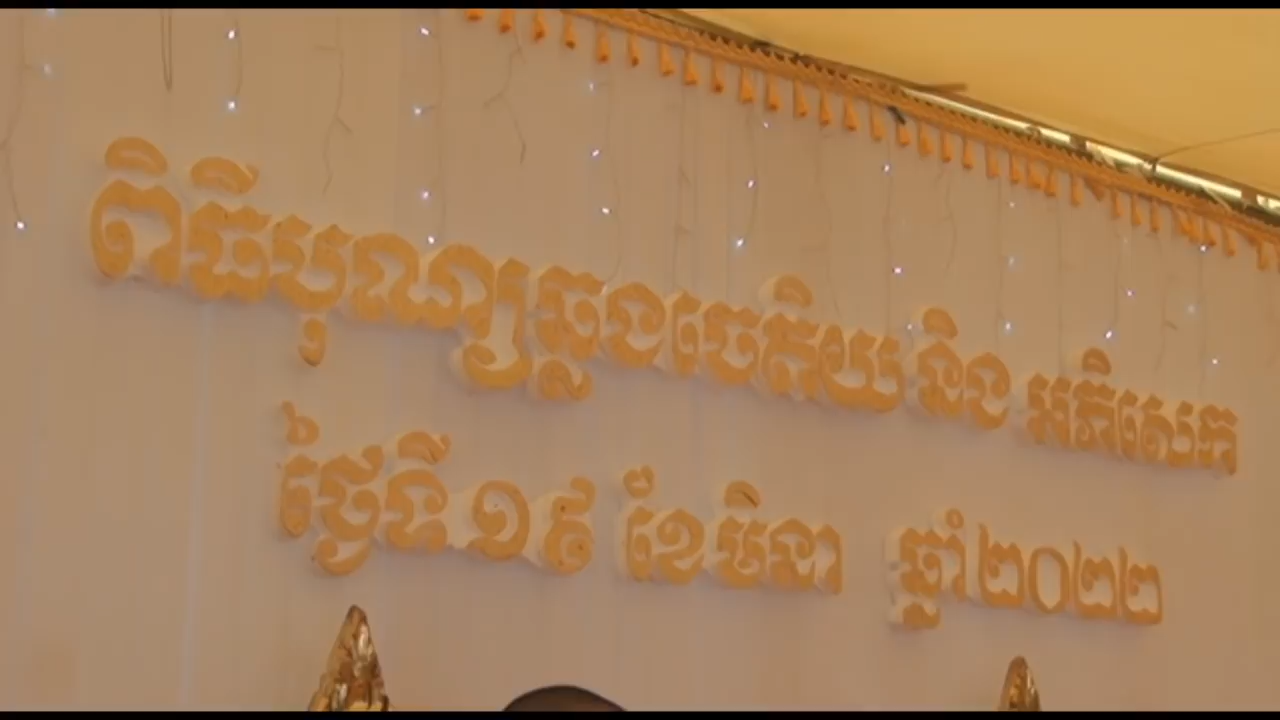 ពិធីបុណ្យឆ្លងចេតិយ និង អភិសេក
ថ្ងៃទី១៩ ខែមិនា ឆ្នាំ២០២២